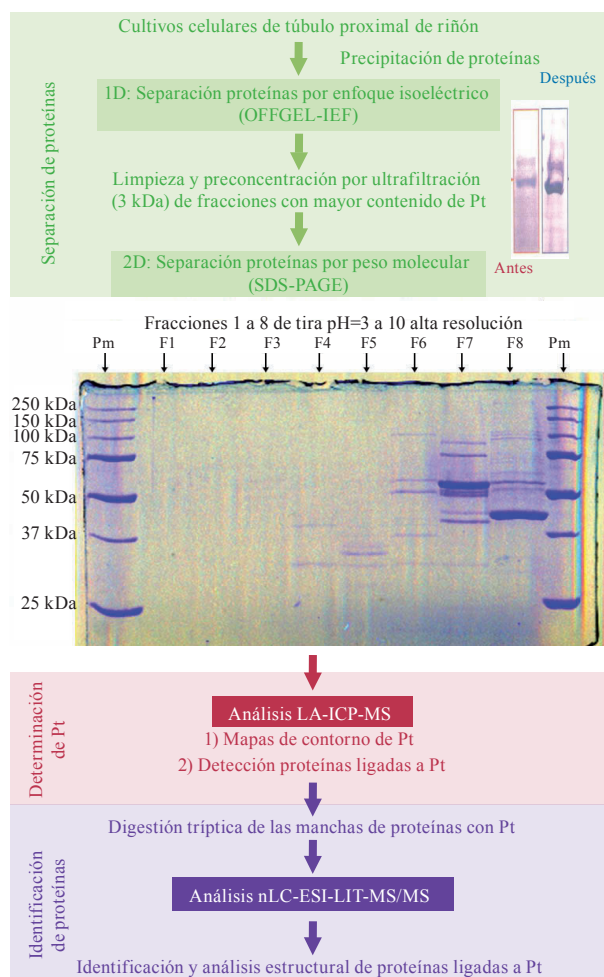 Cultivos celulares de túbulo proximal de riñón
Precipitación de proteínas
Separación de proteínas
1D: Separación proteínas por enfoque isoeléctrico
(OFFGEL-IEF)
Después
Limpieza y preconcentración por ultrafiltración
(3 kDa) de fracciones con mayor contenido de Pt
Antes
2D: Separación proteínas por peso molecular
(SDS-PAGE)
Fracciones 1 a 8 de tira pH=3 a 10 alta resolución
Pm F1 F2 F3 F4 F5 F6 F7 F8 Pm
250 kDa
150 kDa
100 kDa
75 kDa
50 kDa
37 kDa
25 kDa
Determinación
de Pt
Análisis LA-ICP-MS
1) Mapas de contorno de Pt
2) Detección proteínas ligadas a Pt
Identificación
de proteínas
Digestión tríptica de las manchas de proteínas con Pt
Análisis nLC-ESI-LIT-MS/MS
Identificación y análisis estructural de proteínas ligadas a Pt